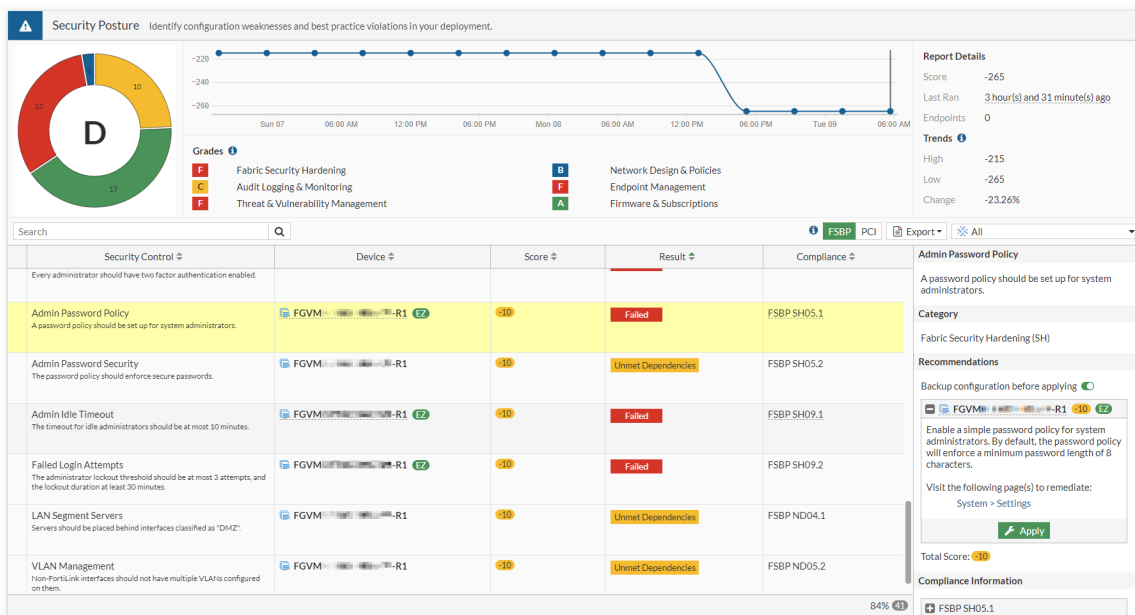 Security Posture Identify configuration weaknesses and best practice violations in your deployment.
1
10
13
D
17
-220
-240
-260
Sun 07 06:00 AM 12:00 PM 06:00 PM Mon 08 06:00 AM 12:00 PM 06:00 PM Tue 09 06:00 AM
Grades
F Fabric Security Hardening
C Audit Logging & Monitoring
F Threat & Vulnerability Management
B Network Design & Policies
F Endpoint Management
A Firmware & Subscriptions
Report Details
Score -265
Last Ran 3 hour(s) and 31 minute(s) ago
Endpoints 0
Trends
High -215
Low -265
Change -23.26%
Search
FSBP PCI Export All
Security Control Device Score Result Compliance
Every administrator should have two factor authentication enabled.
Admin Password Policy FGVM -R1 EZ -10 Failed FSBP SH05.1
A password policy should be set up for system administrators.
Admin Password Security FGVM -R1 -10 Unmet Dependencies FSBP SH05.2
The password policy should enforce secure passwords.
Admin Idle Timeout FGVM -R1 EZ -10 Failed FSBP SH09.1
The timeout for idle administrators should be at most 10 minutes.
Failed Login Attempts FGVM -R1 EZ -10 Failed FSBP SH09.2
The administrator lockout threshold should be at most 3 attempts, and
the lockout duration at least 30 minutes.
LAN Segment Servers FGVM -R1 -10 Unmet Dependencies FSBP ND04.1
Servers should be placed behind interfaces classified as "DMZ".
VLAN Management FGVM -R1 -10 Unmet Dependencies FSBP ND05.2
Non-FortiLink interfaces should not have multiple VLANs configured
on them.
84% 41
Admin Password Policy
A password policy should be set up for system
administrators.
Category
Fabric Security Hardening (SH)
Recommendations
Backup configuration before applying
FGVM -R1 -10 EZ
Enable a simple password policy for system
administrators. By default, the password policy
will enforce a minimum password length of 8
characters.
Visit the following page(s) to remediate:
System > Settings
Apply
Total Score: -10
Compliance Information
FSBP SH05.1